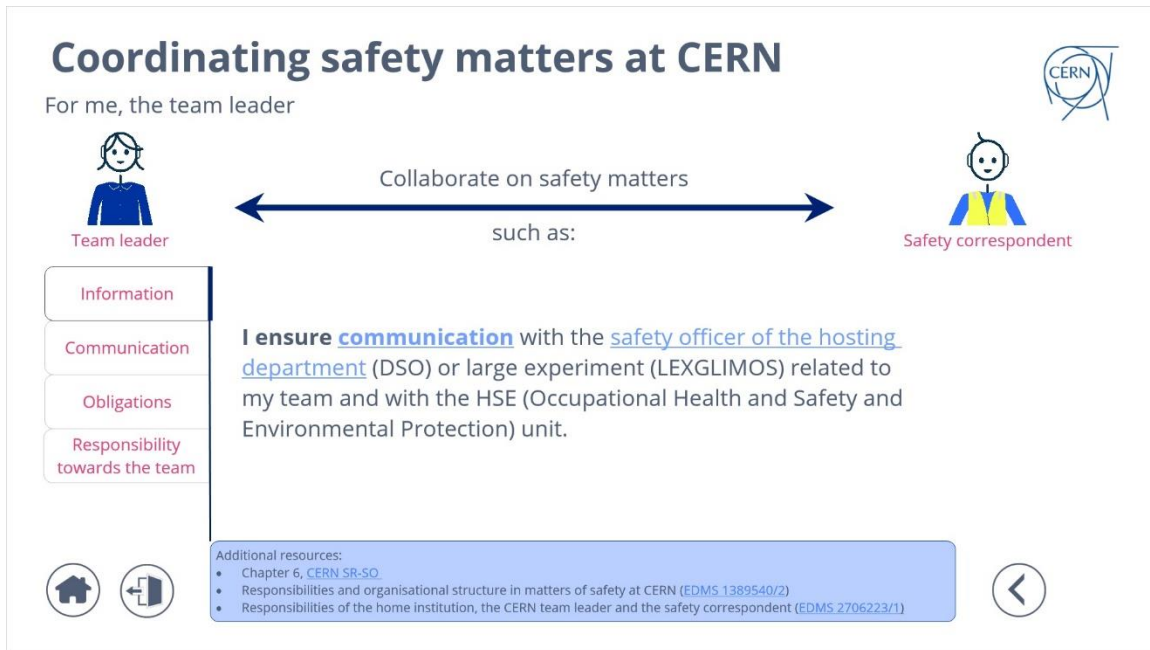 Coordinating safety matters at CERN
CERN
For me, the team leader
Collaborate on safety matters
such as:
Team leader
Safety correspondent
Information
Communication
Obligations
Responsibility
towards the team
I ensure communication with the safety officer of the hosting
department (DSO) or large experiment (LEXGLIMOS) related to
my team and with the HSE (Occupational Health and Safety and
Environmental Protection) unit.
Additional resources:
• Chapter 6, CERN SR-SO
• Responsibilities and organisational structure in matters of safety at CERN (EDMS 1389540/2)
• Responsibilities of the home institution, the CERN team leader and the safety correspondent (EDMS 2706223/1)